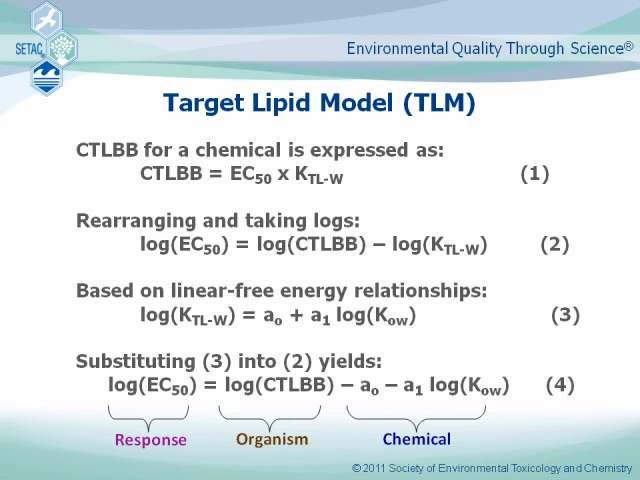 SETAC
Environmental Quality Through Science®
Target Lipid Model (TLM)
CTLBB for a chemical is expressed as:
CTLBB = EC50 x KTL-W (1)
Rearranging and taking logs:
log(EC50) = log(CTLBB) – log(KTL-W) (2)
Based on linear-free energy relationships:
log(KTL-W) = ao + a1 log(Kow) (3)
Substituting (3) into (2) yields:
log(EC50) = log(CTLBB) – ao – a1 log(Kow) (4)
Response Organism Chemical
© 2011 Society of Environmental Toxicology and Chemistry